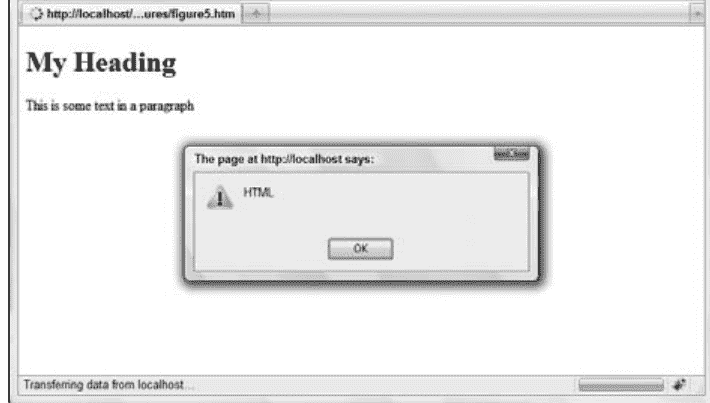 http://localhost/...ures/figure5.htm
My Heading
This is some text in a paragraph
The page at http://localhost says:
HTML
OK
Transferring data from localhost...